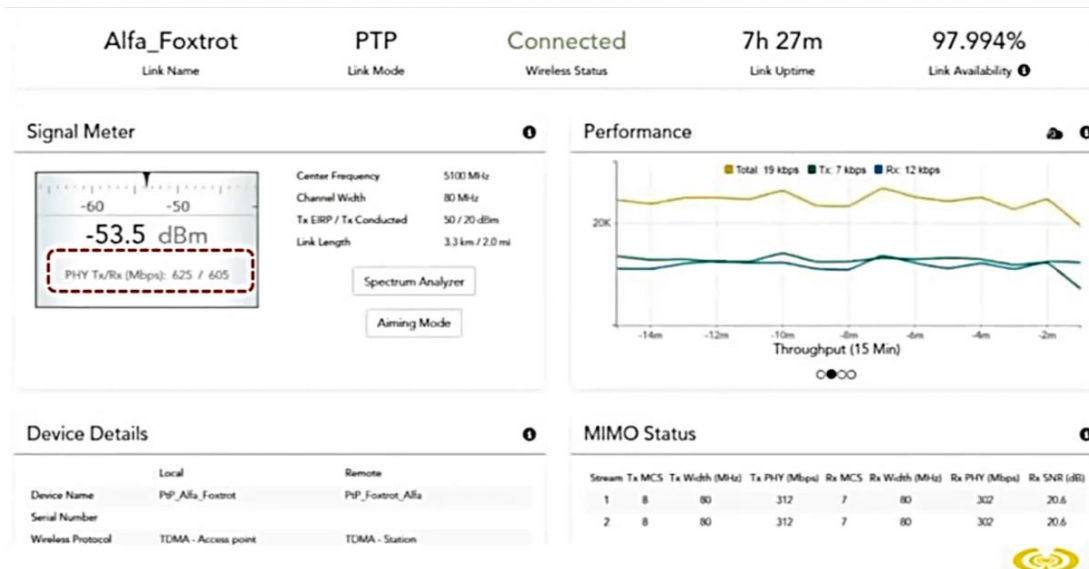 Alfa_Foxtrot PTP Connected 7h 27m 97.994%
Link Name Link Mode Wireless Status Link Uptime Link Availability
Signal Meter
-60 -50
-53.5 dBm
PHY Tx/Rx (Mbps): 625 / 605
Center Frequency 5100 MHz
Channel Width 80 MHz
Tx EIRP / Tx Conducted 50 / 20 dBm
Link Length 3.3 km / 2.0 mi
Spectrum Analyzer
Aiming Mode
Performance
Total: 19 kbps Tx: 7 kbps Rx: 12 kbps
20K
-14m -12m -10m -8m -6m -4m -2m
Throughput (15 Min)
Device Details
Local Remote
Device Name PtP_Alfa_Foxtrot PtP_Foxtrot_Alfa
Serial Number
Wireless Protocol TDMA - Access point TDMA - Station
MIMO Status
Stream Tx MCS Tx Width (MHz) Tx PHY (Mbps) Rx MCS Rx Width (MHz) Rx PHY (Mbps) Rx SNR (dB)
1 8 80 312 7 80 302 20.6
2 8 80 312 7 80 302 20.6